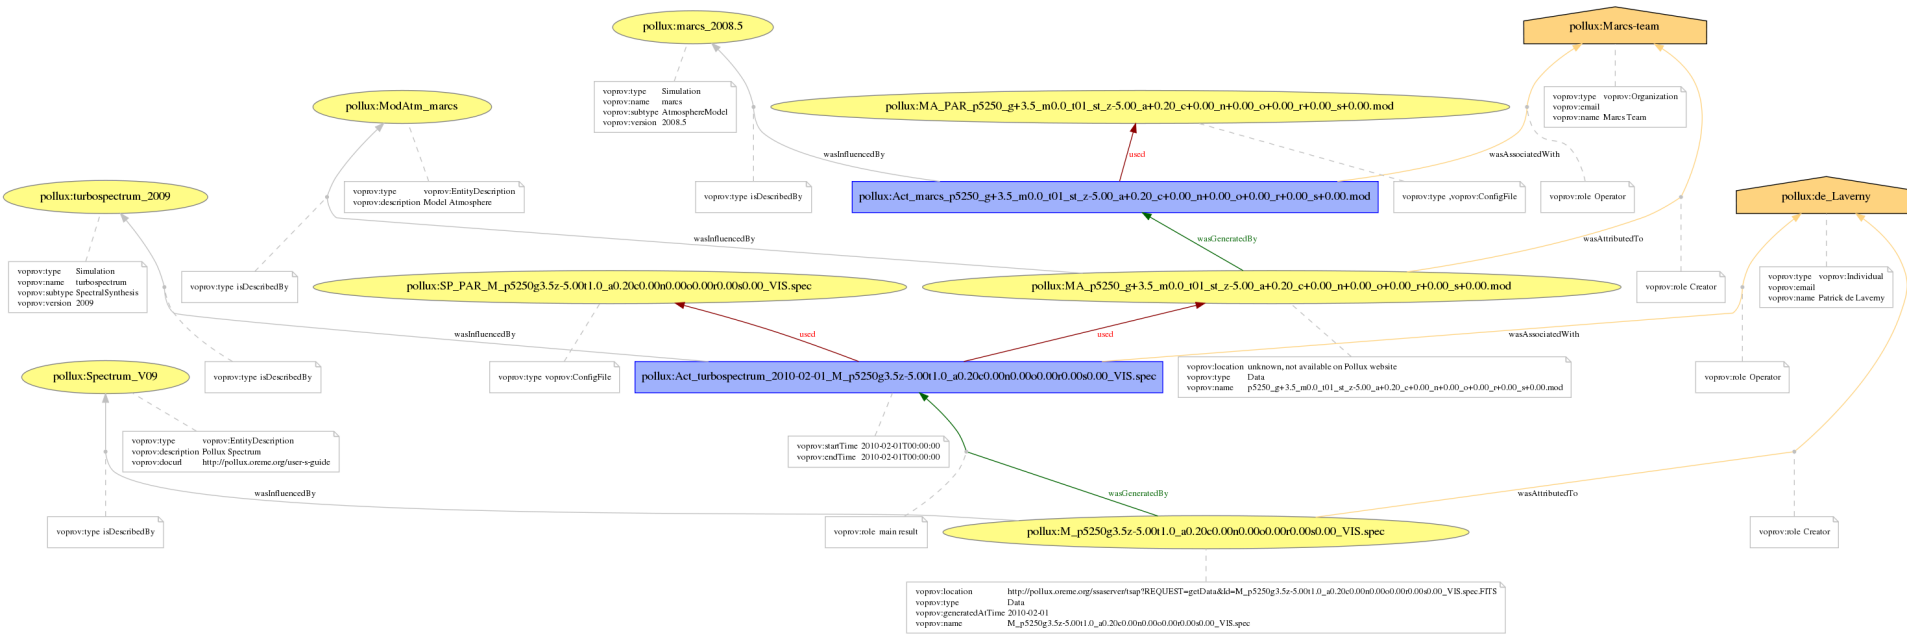 pollux:marcs_2008.5
pollux:Marcs-team
voprov:type Simulation
voprov:name marcs
voprov:subtype AtmosphereModel
voprov:version 2008.5
pollux:ModAtm_marcs
pollux:MA_PAR_p5250_g+3.5_m0.0_t01_st_z-5.00_a+0.20_c+0.00_n+0.00_o+0.00_r+0.00_s+0.00.mod
voprov:type voprov:Organization
voprov:email
voprov:name Marcs Team
wasInfluencedBy
used
wasAssociatedWith
pollux:turbospectrum_2009
voprov:type voprov:EntityDescription
voprov:description Model Atmosphere
voprov:type isDescribedBy
pollux:Act_marcs_p5250_g+3.5_m0.0_t01_st_z-5.00_a+0.20_c+0.00_n+0.00_o+0.00_r+0.00_s+0.00.mod
voprov:type ,voprov:ConfigFile
voprov:role Operator
pollux:de_Laverny
wasInfluencedBy
wasGeneratedBy
wasAttributedTo
voprov:type Simulation
voprov:name turbospectrum
voprov:subtype SpectralSynthesis
voprov:version 2009
voprov:type isDescribedBy
pollux:SP_PAR_M_p5250g3.5z-5.00t1.0_a0.20c0.00n0.00o0.00r0.00s0.00_VIS.spec
pollux:MA_p5250_g+3.5_m0.0_t01_st_z-5.00_a+0.20_c+0.00_n+0.00_o+0.00_r+0.00_s+0.00.mod
voprov:role Creator
voprov:type voprov:Individual
voprov:email
voprov:name Patrick de Laverny
wasInfluencedBy
used
used
wasAssociatedWith
pollux:Spectrum_V09
voprov:type isDescribedBy
voprov:type voprov:ConfigFile
pollux:Act_turbospectrum_2010-02-01_M_p5250g3.5z-5.00t1.0_a0.20c0.00n0.00o0.00r0.00s0.00_VIS.spec
voprov:location unknown, not available on Pollux website
voprov:type Data
voprov:name p5250_g+3.5_m0.0_t01_st_z-5.00_a+0.20_c+0.00_n+0.00_o+0.00_r+0.00_s+0.00.mod
voprov:role Operator
voprov:type voprov:EntityDescription
voprov:description Pollux Spectrum
voprov:docurl http://pollux.oreme.org/user-s-guide
voprov:startTime 2010-02-01T00:00:00
voprov:endTime 2010-02-01T00:00:00
wasInfluencedBy
wasGeneratedBy
wasAttributedTo
voprov:type isDescribedBy
voprov:role main result
pollux:M_p5250g3.5z-5.00t1.0_a0.20c0.00n0.00o0.00r0.00s0.00_VIS.spec
voprov:role Creator
voprov:location http://pollux.oreme.org/ssaserver/tsap?REQUEST=getData&Id=M_p5250g3.5z-5.00t1.0_a0.20c0.00n0.00o0.00r0.00s0.00_VIS.spec.FITS
voprov:type Data
voprov:generatedAtTime 2010-02-01
voprov:name M_p5250g3.5z-5.00t1.0_a0.20c0.00n0.00o0.00r0.00s0.00_VIS.spec